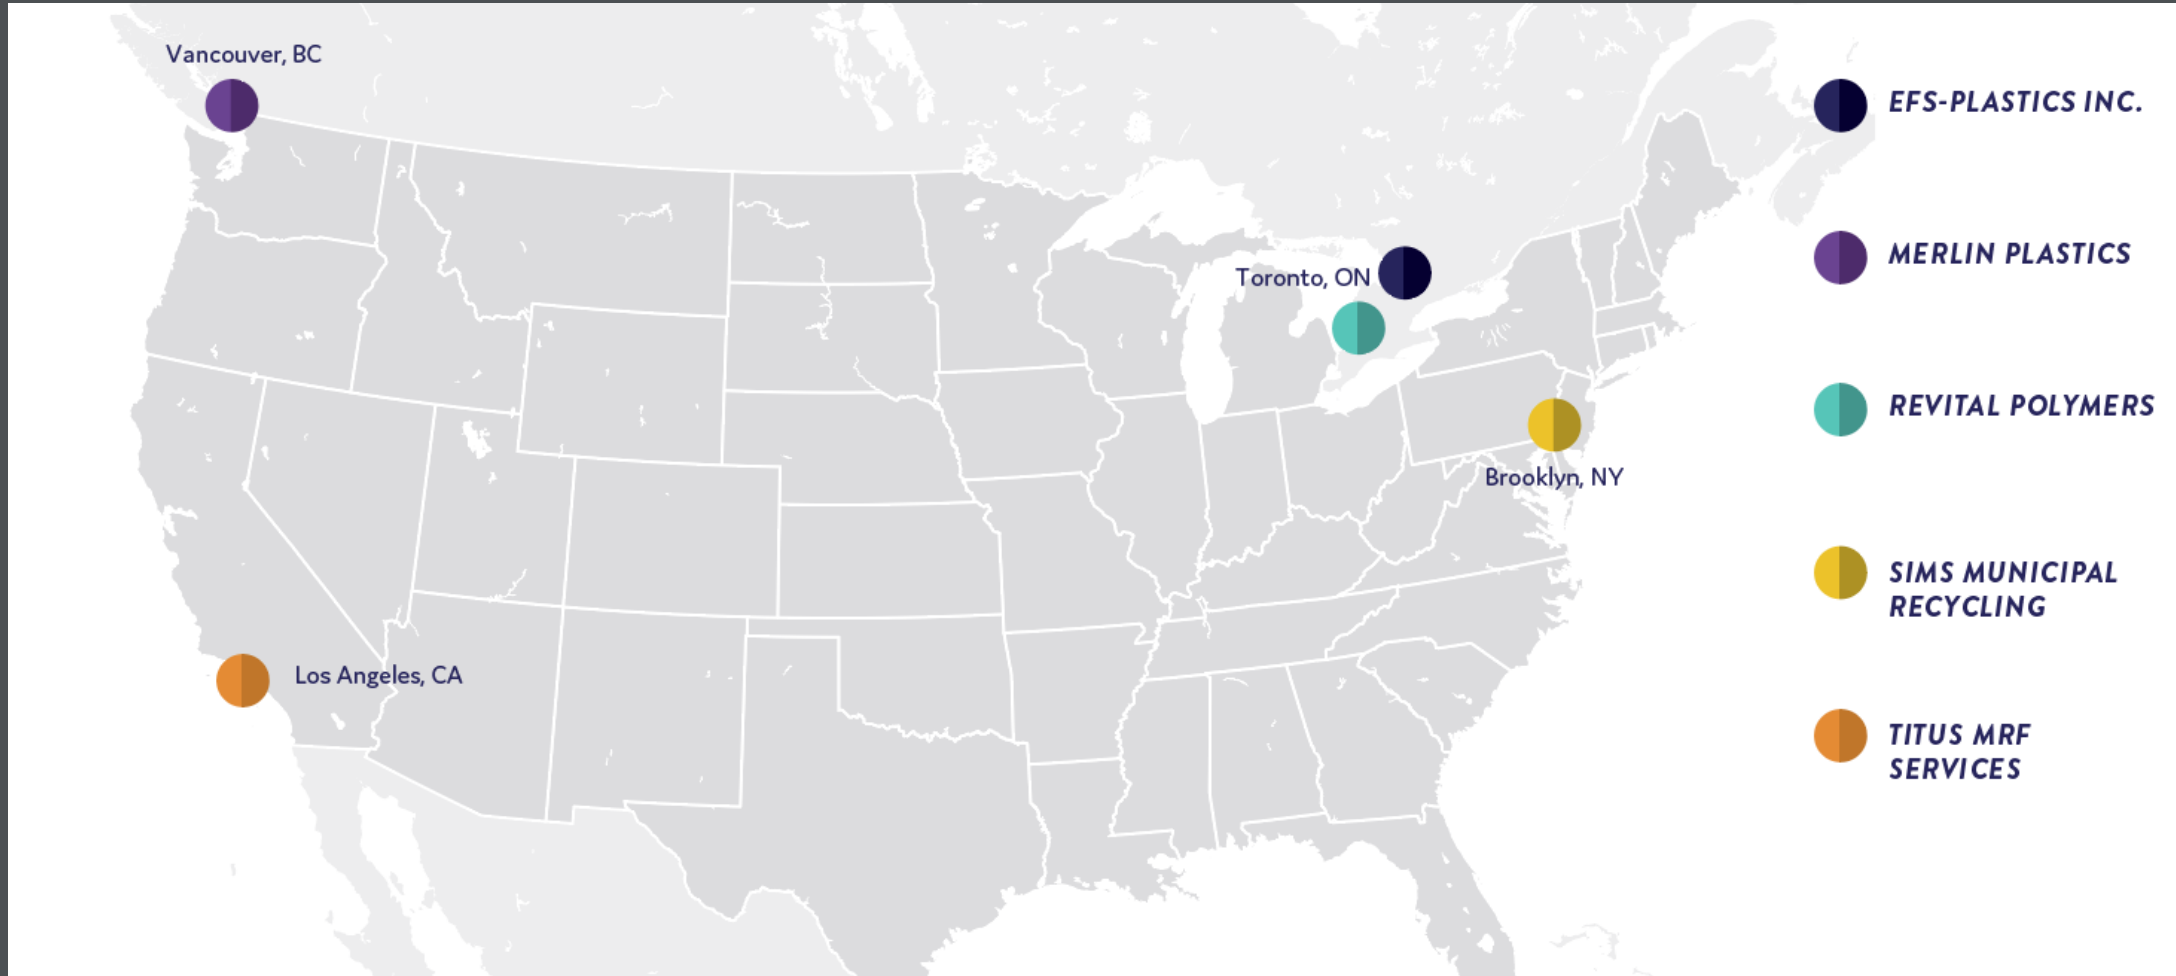 Vancouver, BC
Toronto, ON
Brooklyn, NY
Los Angeles, CA
EFS-PLASTICS INC.
MERLIN PLASTICS
REVITAL POLYMERS
SIMS MUNICIPAL
RECYCLING
TITUS MRF
SERVICES